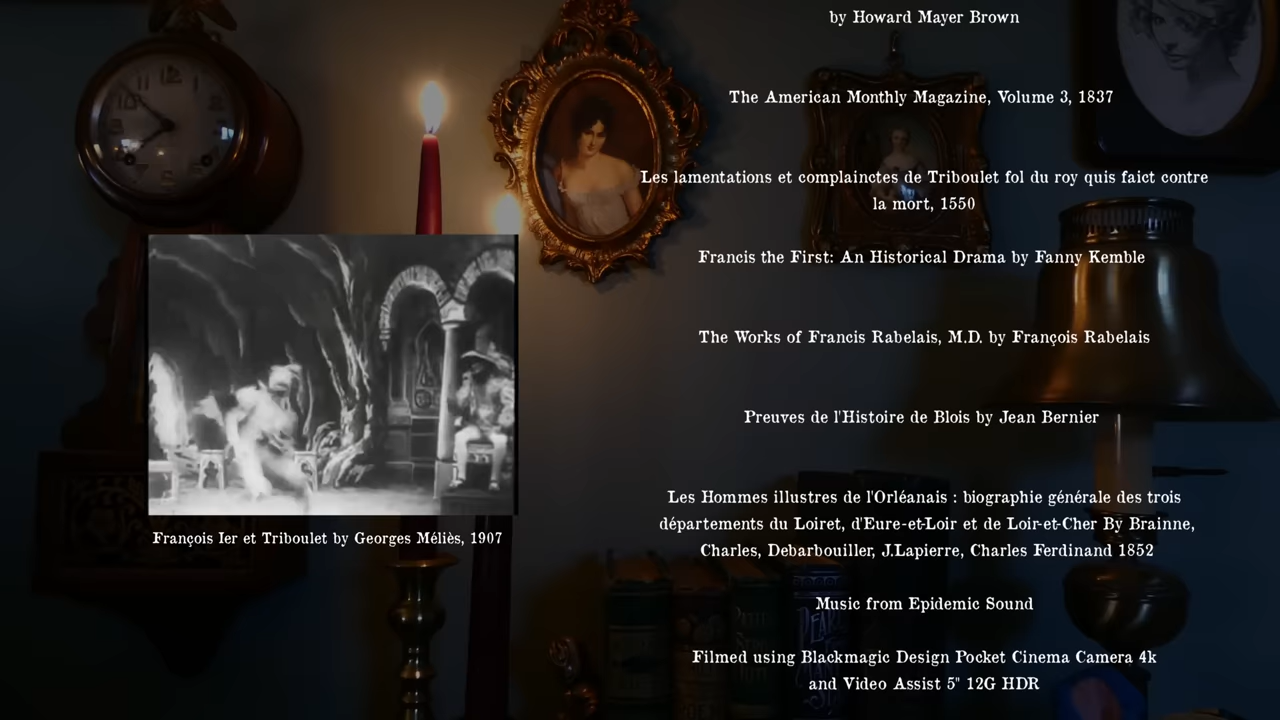 by Howard Mayer Brown
The American Monthly Magazine, Volume 3, 1837
Les lamentations et complainctes de Triboulet fol du roy quis faict contre
la mort, 1550
Francis the First: An Historical Drama by Fanny Kemble
The Works of Francis Rabelais, M.D. by François Rabelais
Preuves de l'Histoire de Blois by Jean Bernier
Les Hommes illustres de l'Orléanais : biographie générale des trois
départements du Loiret, d'Eure-et-Loir et de Loir-et-Cher By Brainne,
Charles, Debarbouiller, J.Lapierre, Charles Ferdinand 1852
François Ier et Triboulet by Georges Méliès, 1907
Music from Epidemic Sound
Filmed using Blackmagic Design Pocket Cinema Camera 4k
and Video Assist 5" 12G HDR